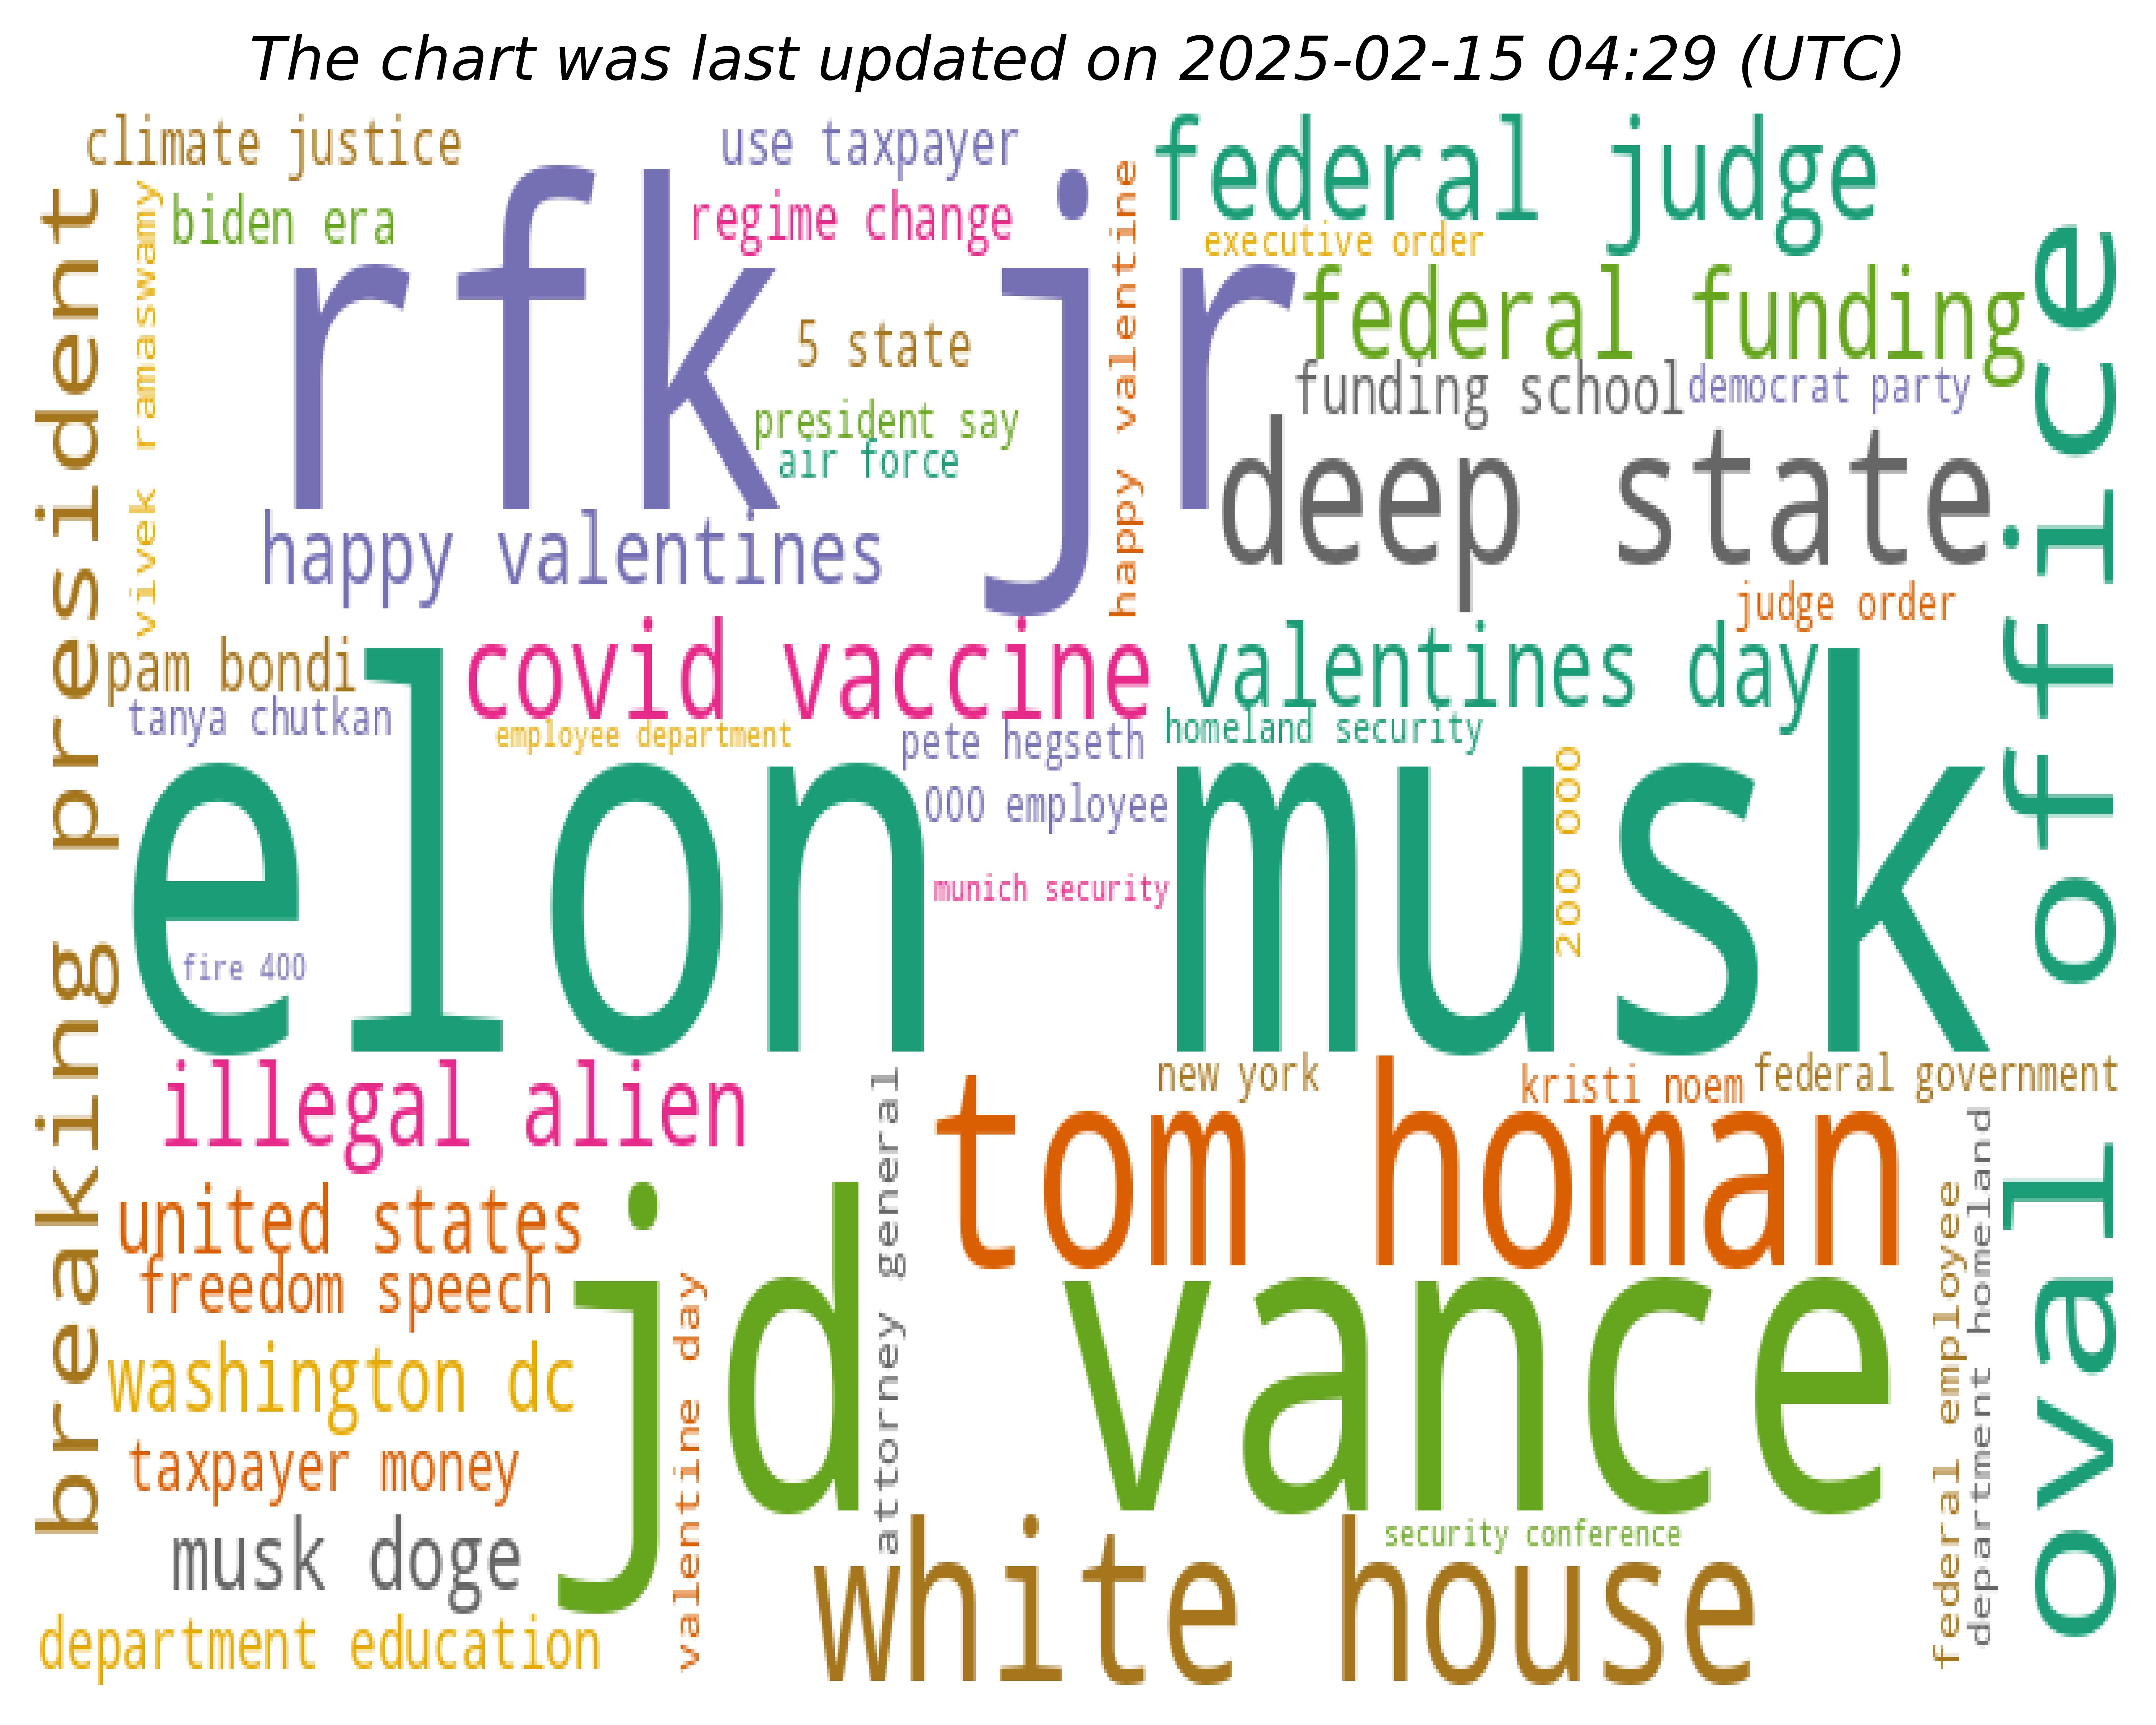 The chart was last updated on 2025-02-15 04:29 (UTC)
climate justice
use taxpayer
federal judge
biden era
regime change
executive order
breaking president
vivek ramaswamy
rfk jr
happy valentine
federal funding
5 state
funding school
democrat party
president say
air force
deep state
oval office
happy valentines
judge order
pam bondi
covid vaccine
valentines day
tanya chutkan
employee department
pete hegseth
homeland security
elon musk
000 employee
200 000
munich security
fire 400
illegal alien
new york
kristi noem
federal government
tom homan
attorney general
united states
freedom speech
jd vance
federal employee
department homeland
valentine day
washington dc
taxpayer money
musk doge
security conference
white house
department education